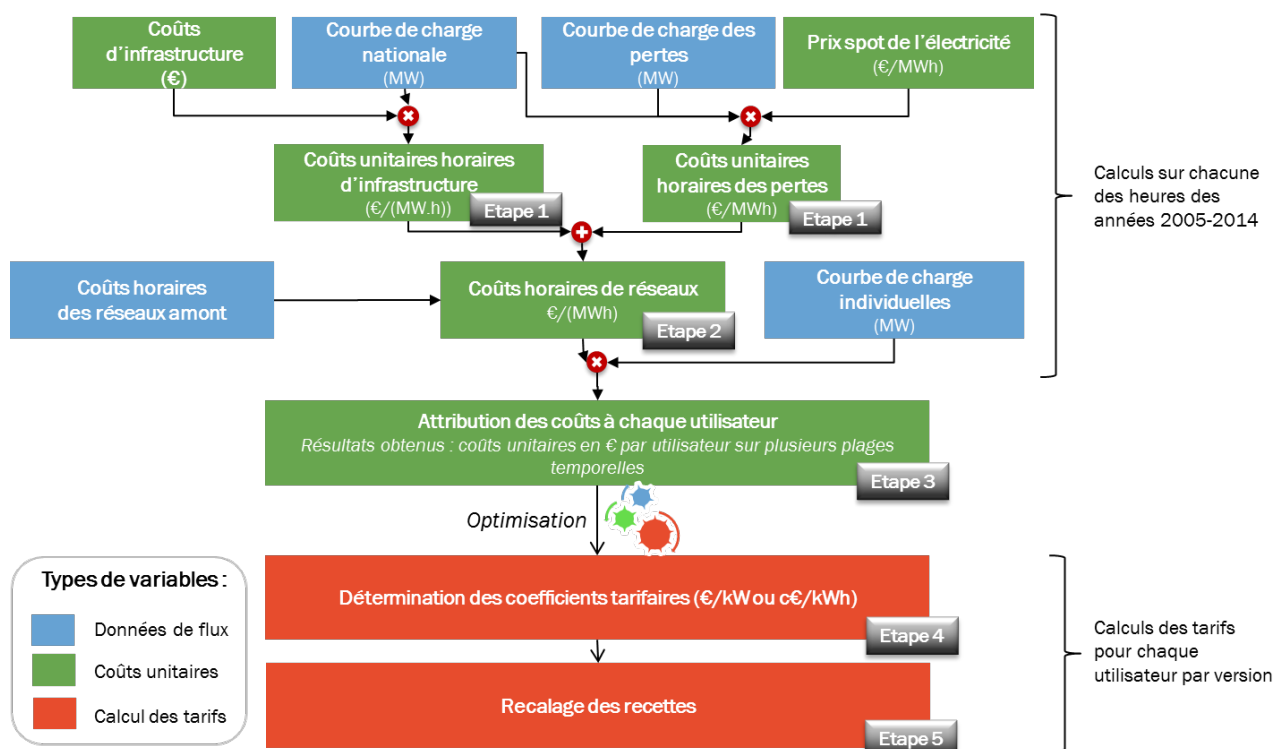 Coûts
d'infrastructure
(€)
Courbe de charge
nationale
(MW)
Courbe de charge des
pertes
(MW)
Prix spot de l'électricité
(€/MWh)
Coûts unitaires horaires
d'infrastructure
(€/(MW.h))
Etape 1
Coûts unitaires
horaires des pertes
(€/MWh)
Etape 1
Calculs sur chacune
des heures des
années 2005-2014
Coûts horaires
des réseaux amont
Coûts horaires de réseaux
€/(MWh)
Etape 2
Courbe de charge
individuelles
(MW)
Attribution des coûts à chaque utilisateur
Résultats obtenus : coûts unitaires en € par utilisateur sur plusieurs plages
temporelles
Etape 3
Optimisation
Types de variables :
Données de flux
Coûts unitaires
Calcul des tarifs
Détermination des coefficients tarifaires (€/kW ou c€/kWh)
Etape 4
Recalage des recettes
Etape 5
Calculs des tarifs
pour chaque
utilisateur par version